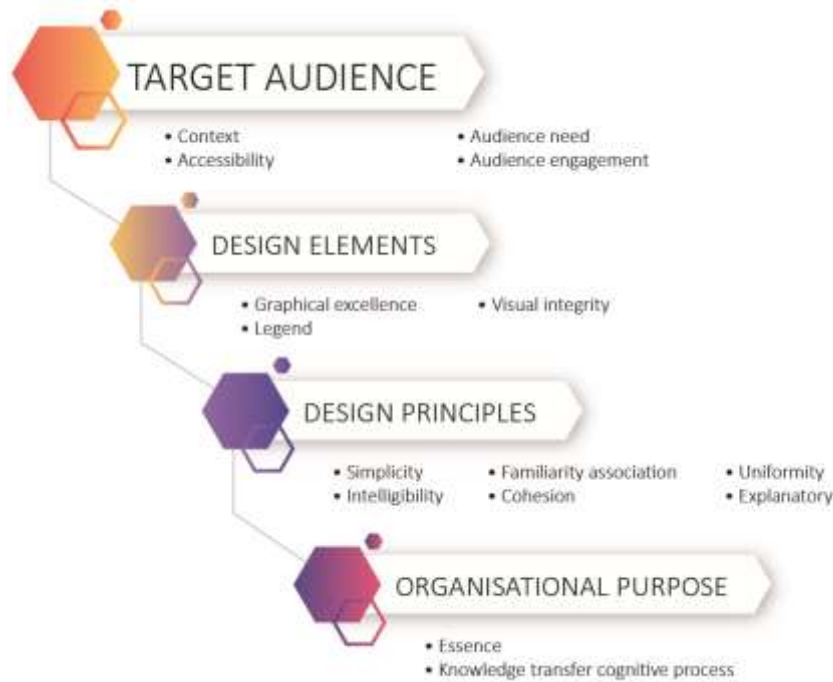 TARGET AUDIENCE
• Context • Audience need
• Accessibility • Audience engagement
DESIGN ELEMENTS
• Graphical excellence • Visual integrity
• Legend
DESIGN PRINCIPLES
• Simplicity • Familiarity association • Uniformity
• Intelligibility • Cohesion • Explanatory
ORGANISATIONAL PURPOSE
• Essence
• Knowledge transfer cognitive process